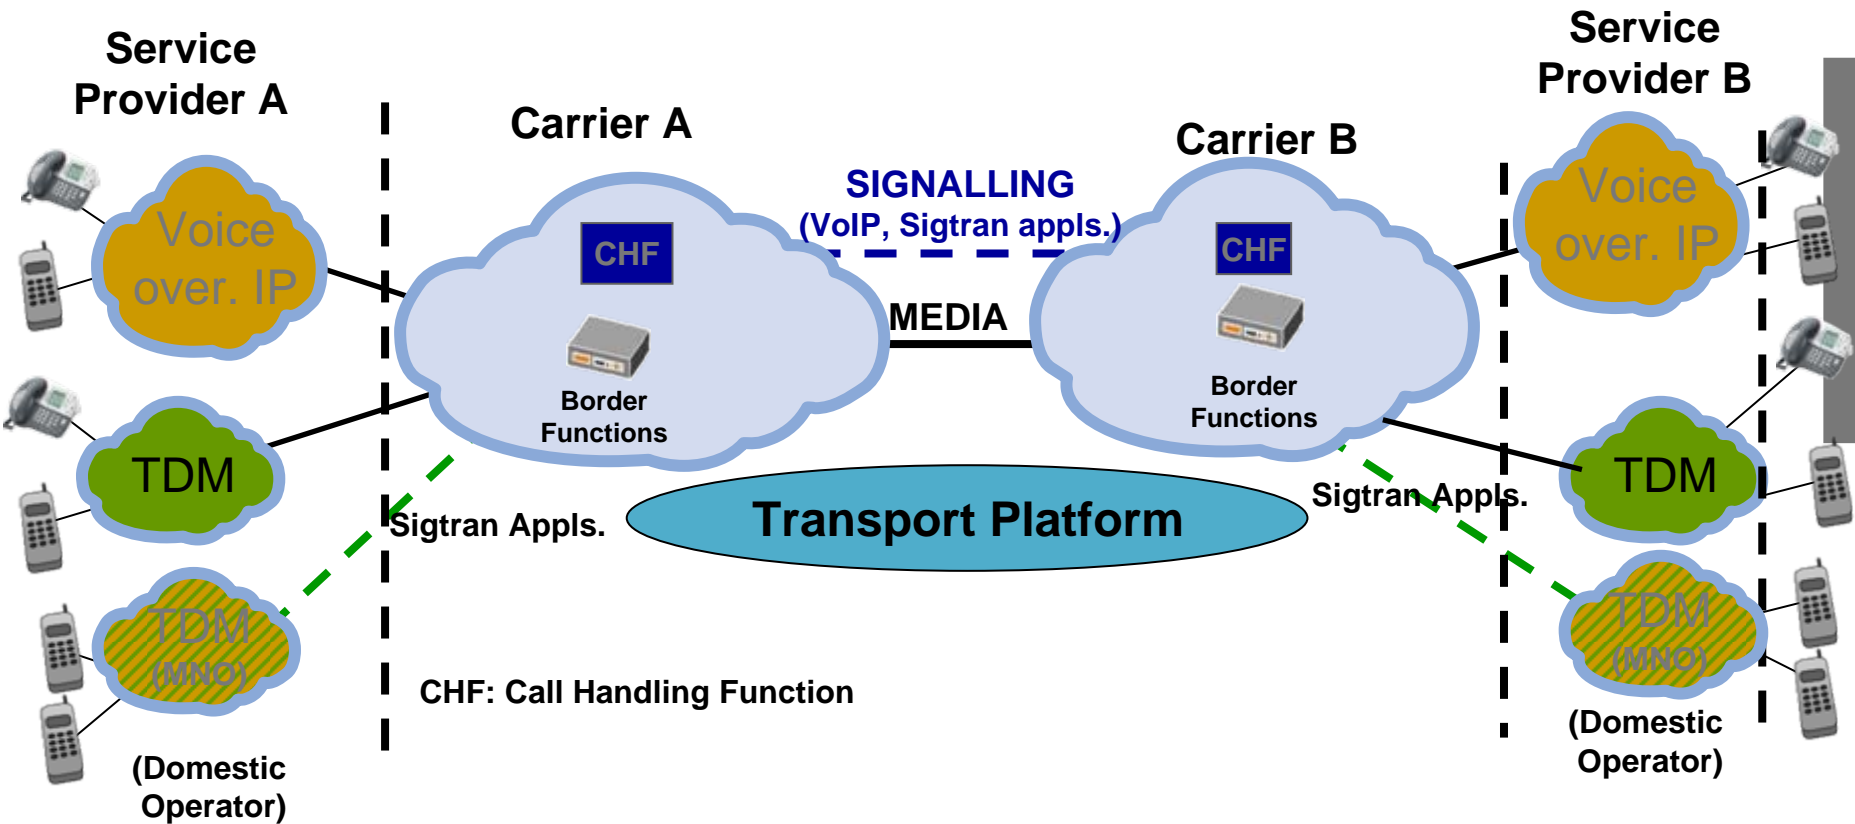 Service
Provider A
Carrier A
Carrier B
Service
Provider B
SIGNALLING
(VoIP, Sigtran appls.)
MEDIA
Voice
over. IP
CHF
Border
Functions
CHF
Border
Functions
Voice
over. IP
TDM
TDM
Sigtran Appls.
Transport Platform
Sigtran Appls.
TDM
(MNO)
TDM
(MNO)
CHF: Call Handling Function
(Domestic
Operator)
(Domestic
Operator)